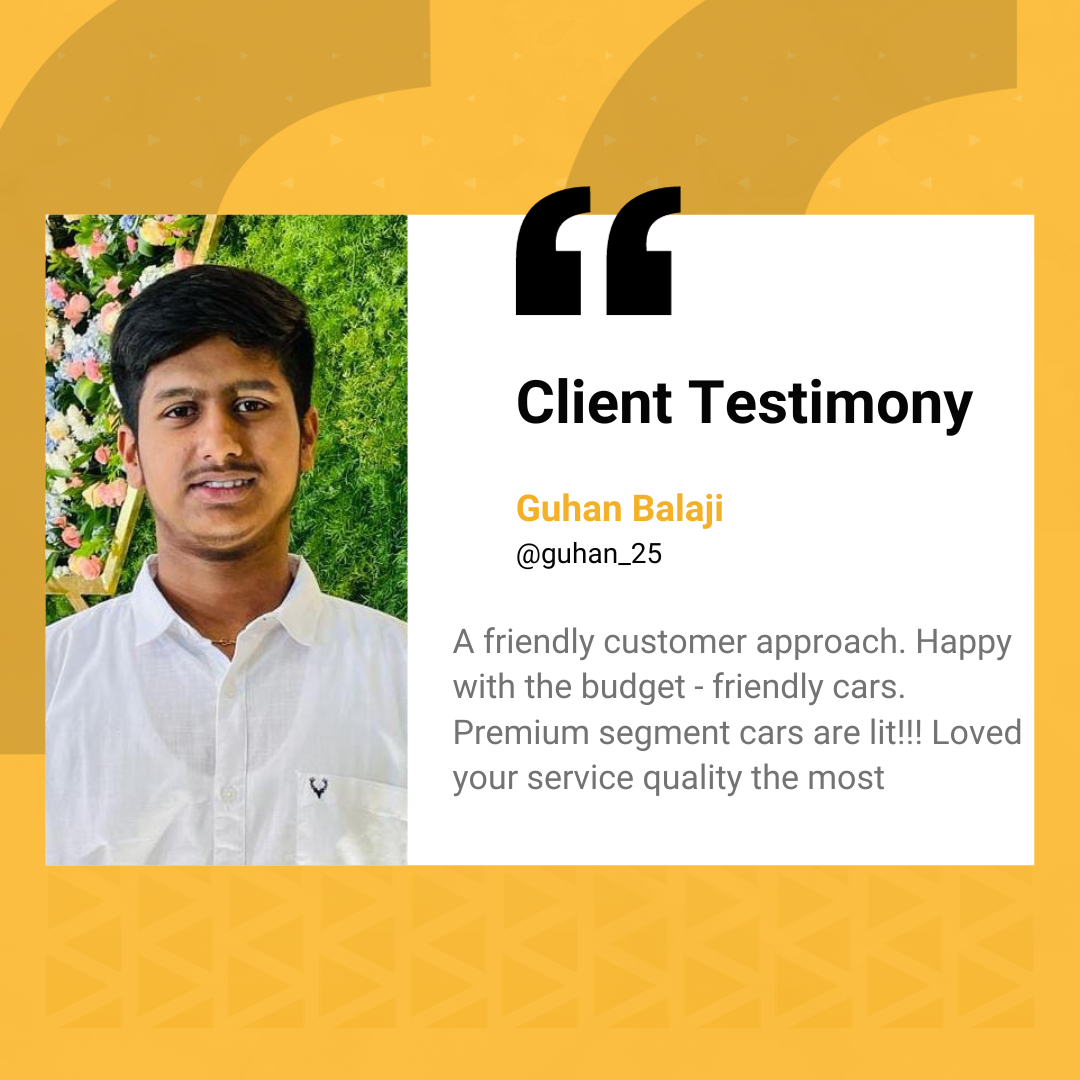 Client Testimony
Guhan Balaji
@guhan_25
A friendly customer approach. Happy
with the budget - friendly cars.
Premium segment cars are lit!!! Loved
your service quality the most